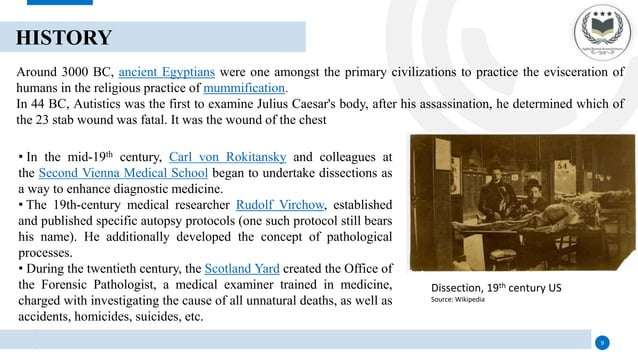 HISTORY
Around 3000 BC, ancient Egyptians were one amongst the primary civilizations to practice the evisceration of
humans in the religious practice of mummification.
In 44 BC, Autistics was the first to examine Julius Caesar's body, after his assassination, he determined which of
the 23 stab wound was fatal. It was the wound of the chest
• In the mid-19th century, Carl von Rokitansky and colleagues at
the Second Vienna Medical School began to undertake dissections as
a way to enhance diagnostic medicine.
• The 19th-century medical researcher Rudolf Virchow, established
and published specific autopsy protocols (one such protocol still bears
his name). He additionally developed the concept of pathological
processes.
• During the twentieth century, the Scotland Yard created the Office of
the Forensic Pathologist, a medical examiner trained in medicine,
charged with investigating the cause of all unnatural deaths, as well as
accidents, homicides, suicides, etc.
54
Dissection, 19th century US
Source: Wikipedia
9